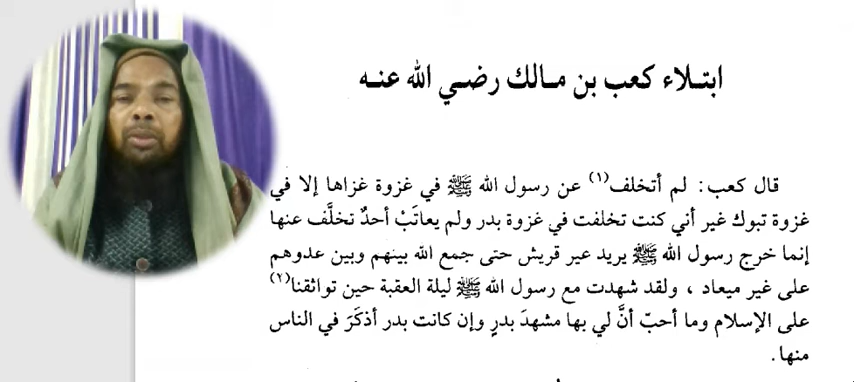 ابتلاء كعب بن مالك رضي الله عنه
قال كعب: لم أتخلف(١) عن رسول الله ﷺ في غزوة غزاها إلا في
غزوة تبوك غير أني كنت تخلفت في غزوة بدر ولم يعاتَبْ أحدٌ تخلَّف عنها
إنما خرج رسول الله ﷺ يريد عير قريش حتى جمع الله بينهم وبين عدوهم
على غير ميعاد ، ولقد شهدت مع رسول الله ﷺ ليلة العقبة حين تواثقنا(٢)
على الإسلام وما أحبّ أنَّ لي بها مشهدَ بدرٍ وإن كانت بدر أذكَرَ في الناس
منها.